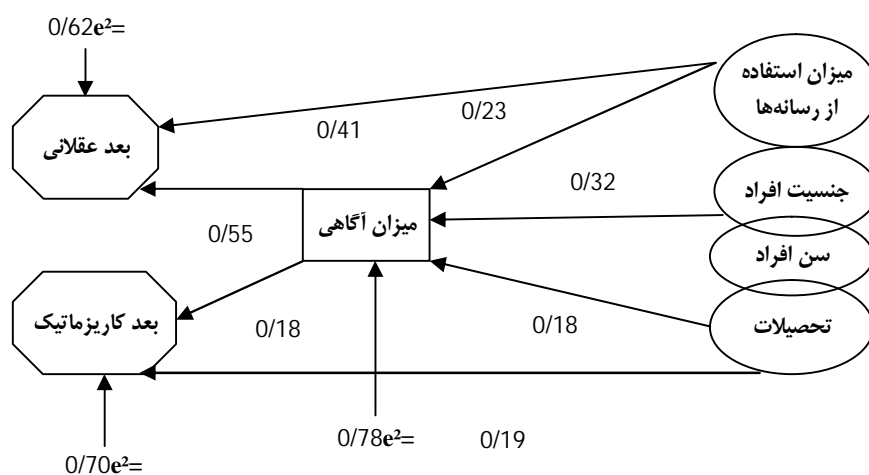 0/62e²=
میزان استفاده
از رسانه‌ها
0/23
0/41
بعد عقلانی
0/32
جنسیت افراد
میزان آگاهی
0/55
سن افراد
بعد کاریزماتیک
0/18
0/18
تحصیلات
0/78e²=
0/19
0/70e²=